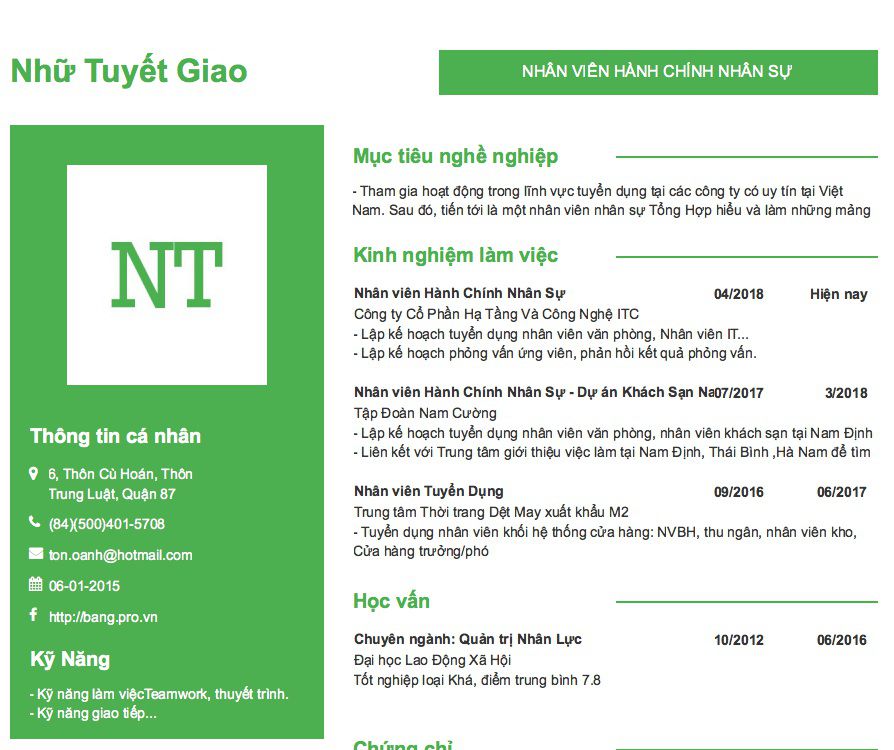 Nhữ Tuyết Giao
NHÂN VIÊN HÀNH CHÍNH NHÂN SỰ
NT
Thông tin cá nhân
6, Thôn Cù Hoán, Thôn
Trung Luật, Quận 87
(84)(500)401-5708
ton.oanh@hotmail.com
06-01-2015
http://bang.pro.vn
Kỹ Năng
- Kỹ năng làm việcTeamwork, thuyết trình.
- Kỹ năng giao tiếp...
Mục tiêu nghề nghiệp
- Tham gia hoạt động trong lĩnh vực tuyển dụng tại các công ty có uy tín tại Việt
Nam. Sau đó, tiến tới là một nhân viên nhân sự Tổng Hợp hiểu và làm những mảng
Kinh nghiệm làm việc
Nhân viên Hành Chính Nhân Sự 04/2018 Hiện nay
Công ty Cổ Phần Hạ Tầng Và Công Nghệ ITC
- Lập kế hoạch tuyển dụng nhân viên văn phòng, Nhân viên IT...
- Lập kế hoạch phỏng vấn ứng viên, phản hồi kết quả phỏng vấn.
Nhân viên Hành Chính Nhân Sự - Dự án Khách Sạn Na 07/2017 3/2018
Tập Đoàn Nam Cường
- Lập kế hoạch tuyển dụng nhân viên văn phòng, nhân viên khách sạn tại Nam Định
- Liên kết với Trung tâm giới thiệu việc làm tại Nam Định, Thái Bình ,Hà Nam để tìm
Nhân viên Tuyển Dụng 09/2016 06/2017
Trung tâm Thời trang Dệt May xuất khẩu M2
- Tuyển dụng nhân viên khối hệ thống cửa hàng: NVBH, thu ngân, nhân viên kho,
Cửa hàng trưởng/phó
Học vấn
Chuyên ngành: Quản trị Nhân Lực 10/2012 06/2016
Đại học Lao Động Xã Hội
Tốt nghiệp loại Khá, điểm trung bình 7.8
Chứng chỉ